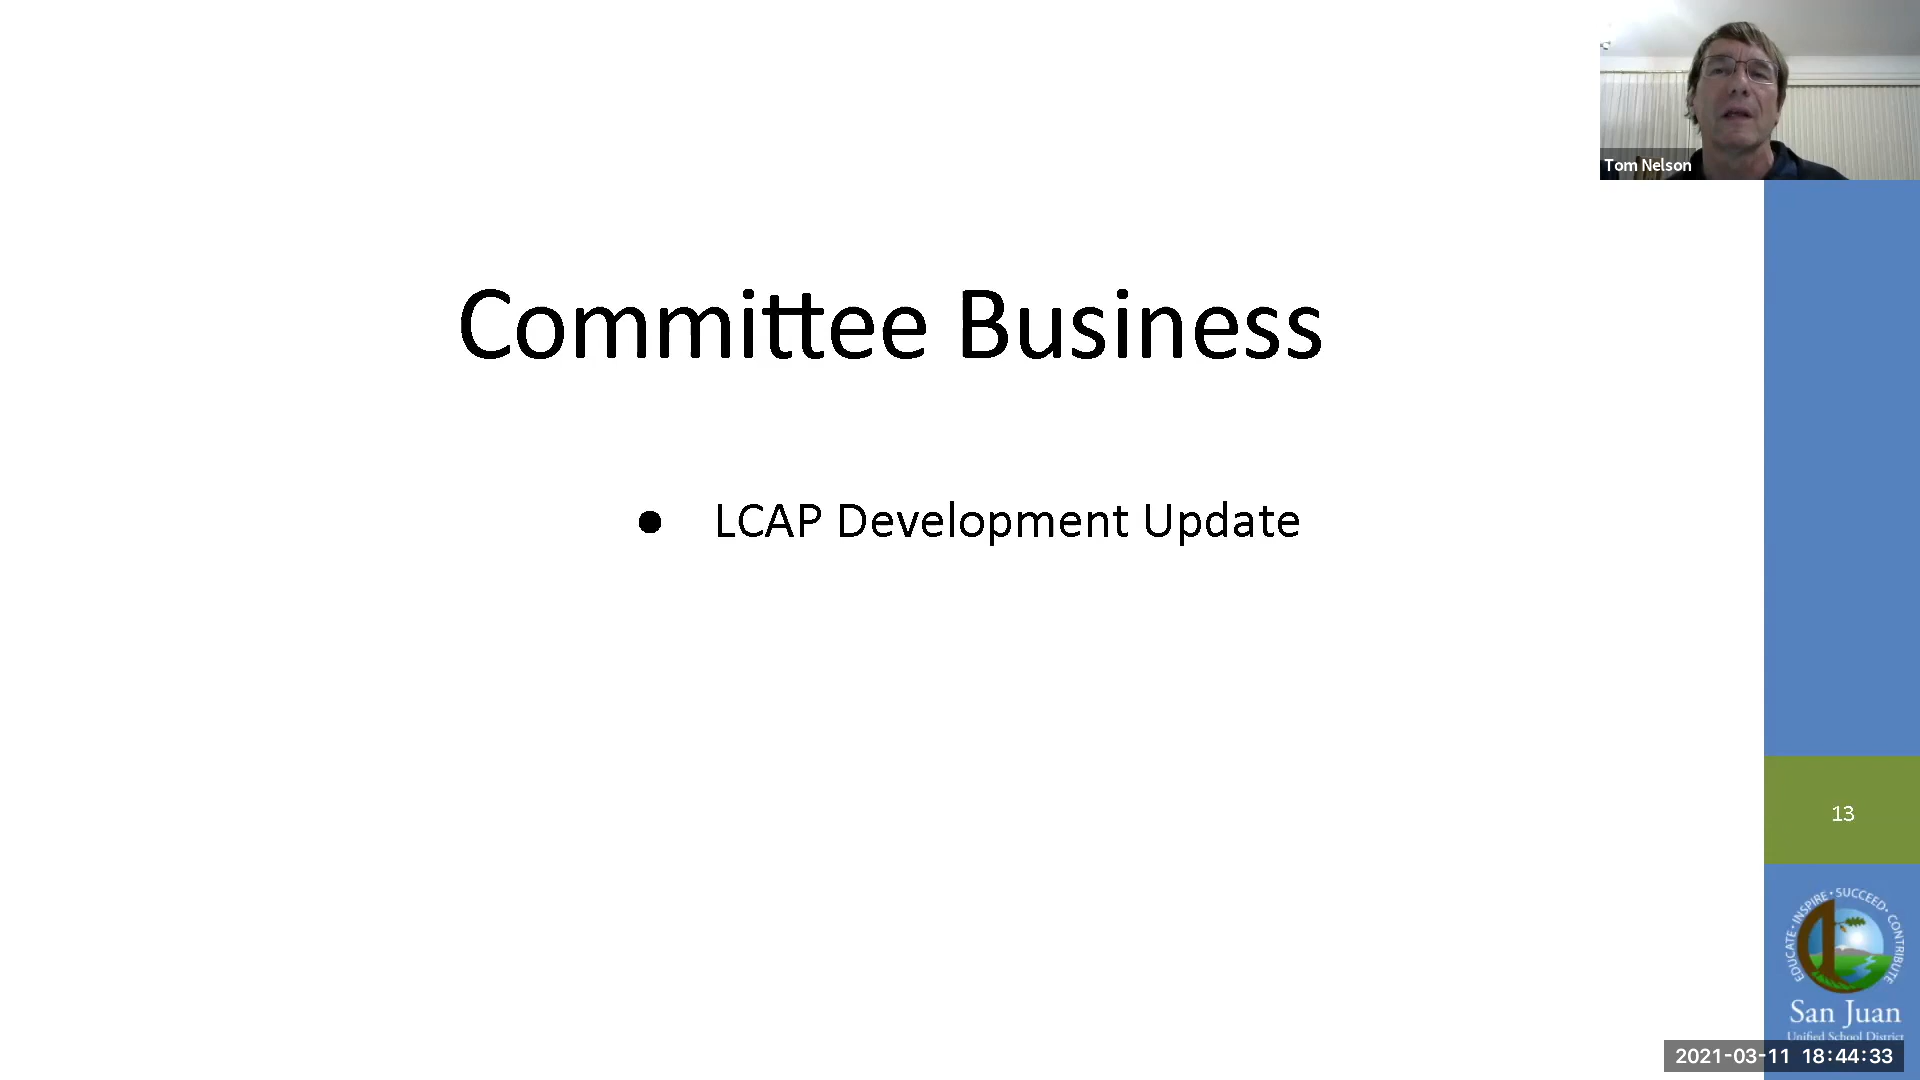 Tom Nelson
Committee Business
● LCAP Development Update
13
EDUCATE • INSPIRE • SUCCEED • CONTRIBUTE
San Juan
Unified School District
2021-03-11 18:44:33